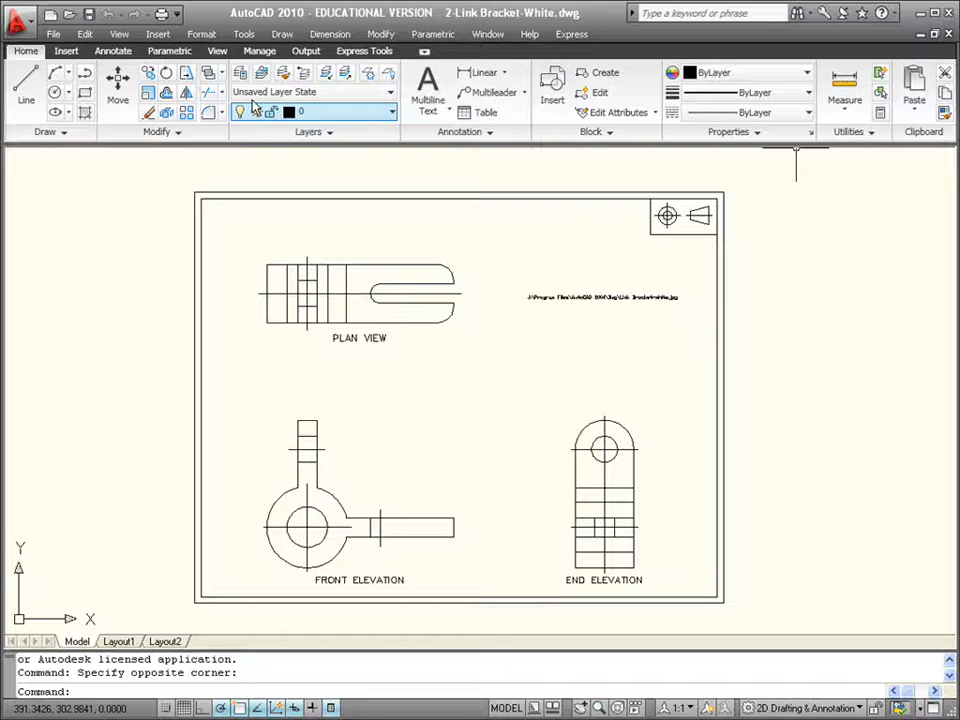 AutoCAD 2010 - EDUCATIONAL VERSION 2-Link Bracket-White.dwg
Type a keyword or phrase
File Edit View Insert Format Tools Draw Dimension Modify Parametric Window Help Express
Home Insert Annotate Parametric View Manage Output Express Tools
Line
Move
Unsaved Layer State
0
Multiline Text
Linear
Multileader
Table
Insert
Create
Edit
Edit Attributes
ByLayer
ByLayer
ByLayer
Measure
Paste
Draw Modify Layers Annotation Block Properties Utilities Clipboard
PLAN VIEW
FRONT ELEVATION
END ELEVATION
Y
X
Model Layout1 Layout2
or Autodesk licensed application.
Command: Specify opposite corner:
Command:
391.3426, 302.9841, 0.0000
MODEL
1:1
2D Drafting & Annotation